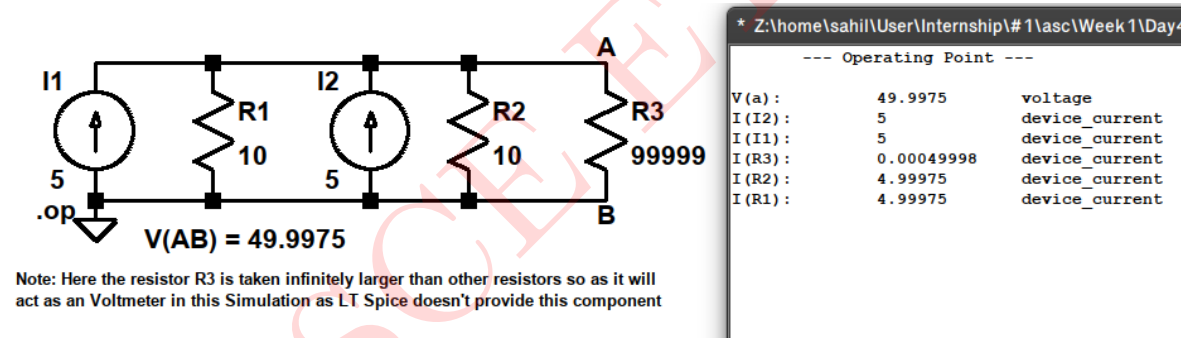 A
I1
I2
R1
R2
R3
10
10
99999
5
5
.op
B
V(AB) = 49.9975
Note: Here the resistor R3 is taken infinitely larger than other resistors so as it will
act as an Voltmeter in this Simulation as LT Spice doesn't provide this component
* Z:\home\sahil\User\Internship\#1\asc\Week 1\Day4
--- Operating Point ---
V(a): 49.9975 voltage
I(I2): 5 device_current
I(I1): 5 device_current
I(R3): 0.00049998 device_current
I(R2): 4.99975 device_current
I(R1): 4.99975 device_current